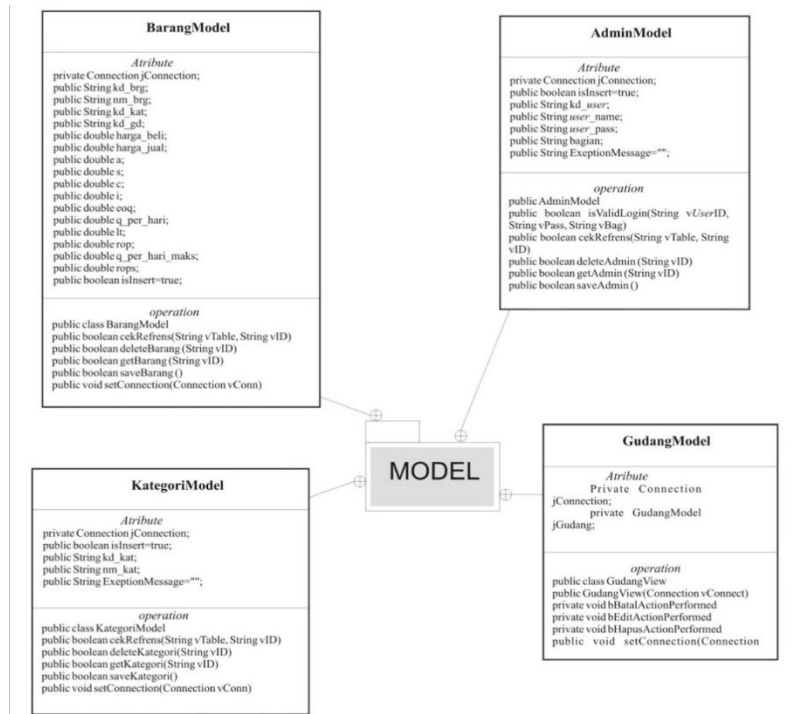 BarangModel
Atribute
private Connection jConnection;
public String kd_brg;
public String nm_brg;
public String kd_kat;
public String kd_gd;
public double harga_beli;
public double harga_jual;
public double a;
public double s;
public double c;
public double i;
public double eoq;
public double q_per_hari;
public double lt;
public double rop;
public double q_per_hari_maks;
public double rops;
public boolean isInsert=true;
operation
public class BarangModel
public boolean cekRefrens(String vTable, String vID)
public boolean deleteBarang (String vID)
public boolean getBarang (String vID)
public boolean saveBarang ()
public void setConnection(Connection vConn)
AdminModel
Atribute
private Connection jConnection;
public boolean isInsert=true;
public String kd_user;
public String user_name;
public String user_pass;
public String bagian;
public String ExeptionMessage="";
operation
public AdminModel
public boolean isValidLogin(String vUserID,
String vPass, String vBag)
public boolean cekRefrens(String vTable, String
vID)
public boolean deleteAdmin (String vID)
public boolean getAdmin (String vID)
public boolean saveAdmin ()
MODEL
KategoriModel
Atribute
private Connection jConnection;
public boolean isInsert=true;
public String kd_kat;
public String nm_kat;
public String ExeptionMessage="";
operation
public class KategoriModel
public boolean cekRefrens(String vTable, String vID)
public boolean deleteKategori(String vID)
public boolean getKategori(String vID)
public boolean saveKategori()
public void setConnection(Connection vConn)
GudangModel
Atribute
Private Connection
jConnection;
private GudangModel
jGudang;
operation
public class GudangView
public GudangView(Connection vConnect)
private void bBatalActionPerformed
private void bEditActionPerformed
private void bHapusActionPerformed
public void setConnection(Connection